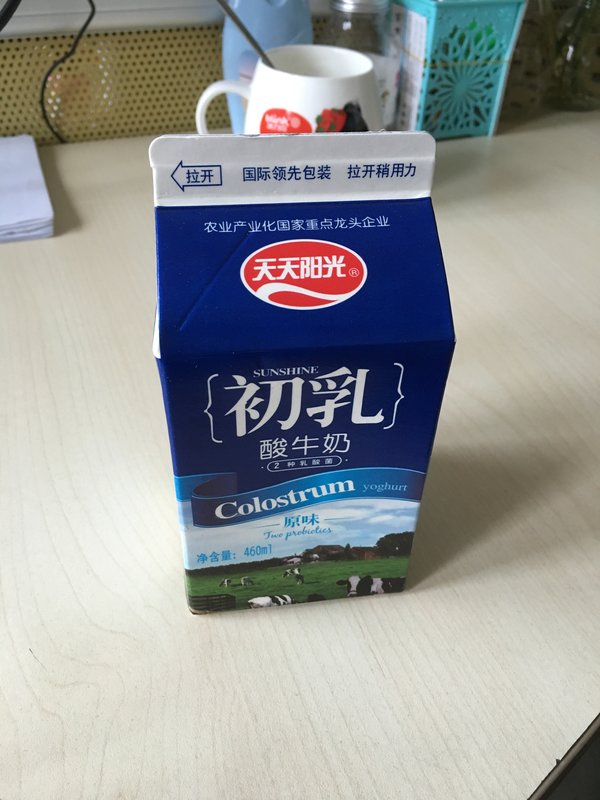 拉开 国际领先包装 拉开稍用力
农业产业化国家重点龙头企业
天天阳光®
SUNSHINE
初乳
酸牛奶
·2种乳酸菌·
Colostrum yoghurt
原味
Two probiotics
净含量：460ml